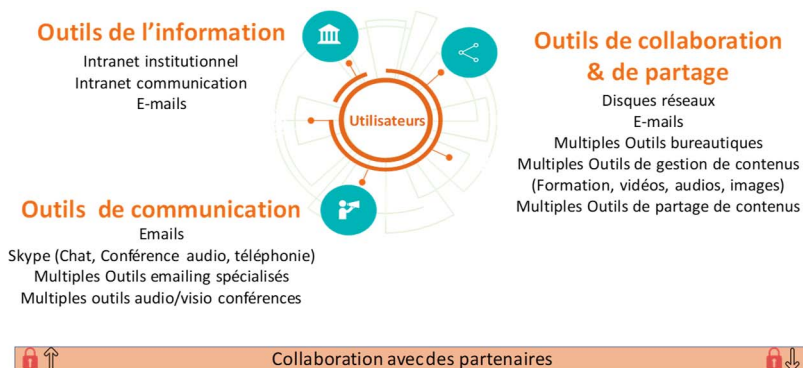 Outils de l'information
Intranet institutionnel
Intranet communication
E-mails
Utilisateurs
Outils de collaboration
& de partage
Disques réseaux
E-mails
Multiples Outils bureautiques
Multiples Outils de gestion de contenus
(Formation, vidéos, audios, images)
Multiples Outils de partage de contenus
Outils de communication
Emails
Skype (Chat, Conférence audio, téléphonie)
Multiples Outils emailing spécialisés
Multiples outils audio/visio conférences
Collaboration avec des partenaires